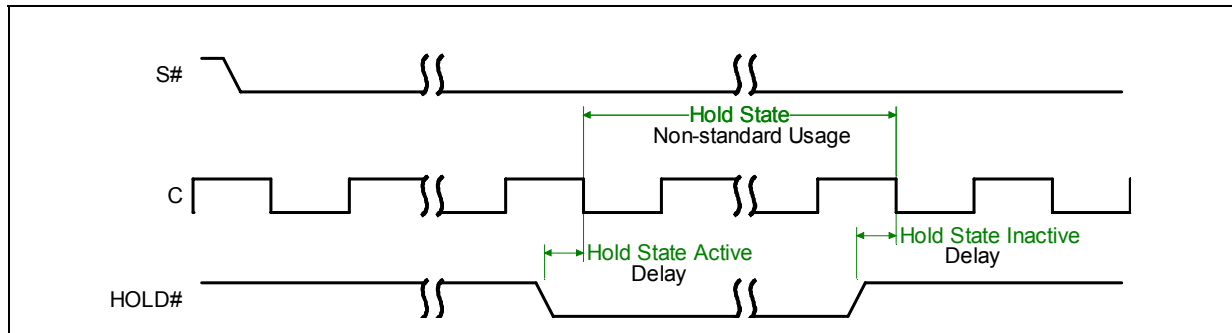 S#
Hold State
Non-standard Usage
C
Hold State Active
Delay
Hold State Inactive
Delay
HOLD#